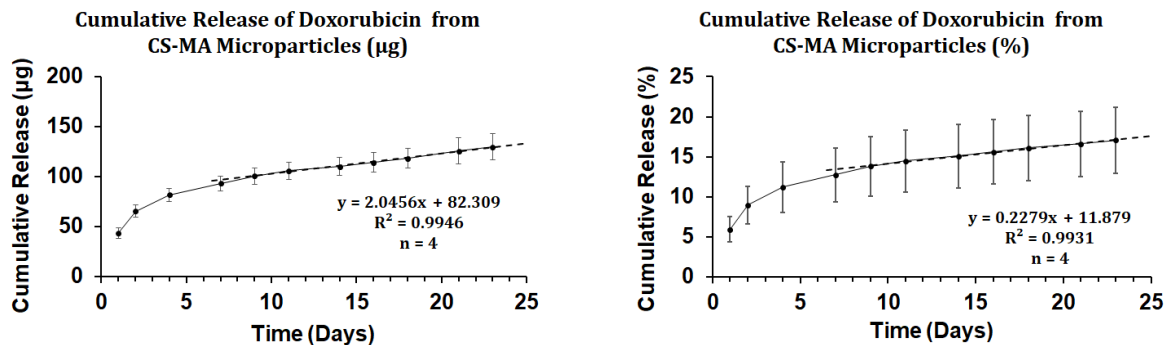 Cumulative Release of Doxorubicin from
CS-MA Microparticles (µg)
Cumulative Release (µg)
200
150
100
50
0
y = 2.0456x + 82.309
R² = 0.9946
n = 4
0 5 10 15 20 25
Time (Days)
Cumulative Release of Doxorubicin from
CS-MA Microparticles (%)
Cumulative Release (%)
25
20
15
10
5
0
y = 0.2279x + 11.879
R² = 0.9931
n = 4
0 5 10 15 20 25
Time (Days)